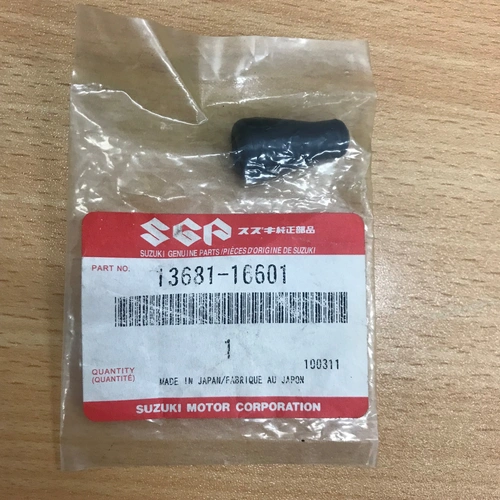 SGP スズキ純正部品
SUZUKI GENUINE PARTS/PIÈCES D'ORIGINE DE SUZUKI
PART NO. 13681-16601
1
100311
QUANTITY
(QUANTITÉ)
MADE IN JAPAN/FABRIQUE AU JAPON
SUZUKI MOTOR CORPORATION